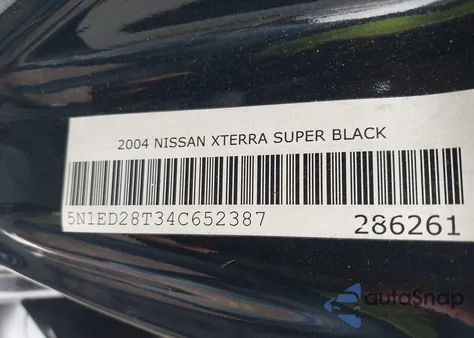 2004 NISSAN XTERRA SUPER BLACK
5N1ED28T34C652387
286261
autoSnap